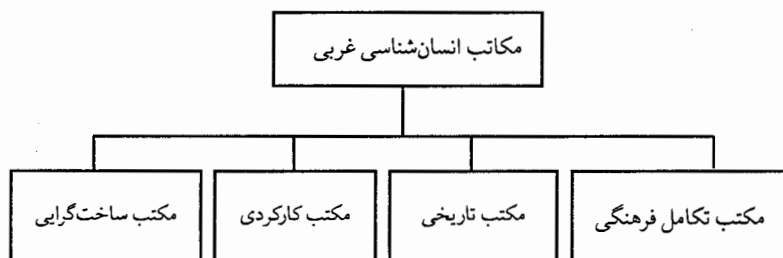 مکاتب انسان‌شناسی غربی
مکتب تکامل فرهنگی
مکتب تاریخی
مکتب کارکردی
مکتب ساخت‌گرایی